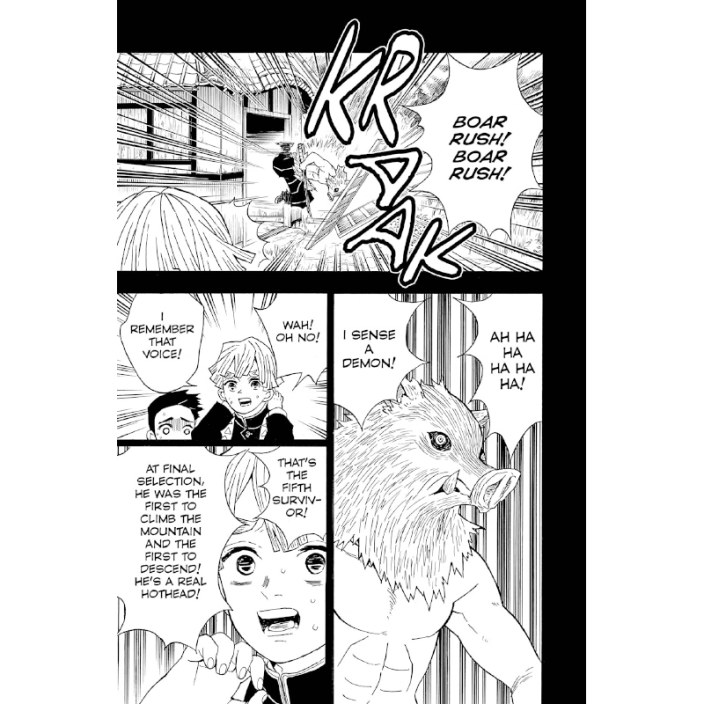 KRAAK
BOAR
RUSH!
BOAR
RUSH!
AH HA
HA
HA HA
HA!
I SENSE
A
DEMON!
WAH!
OH NO!
I
REMEMBER
THAT
VOICE!
THAT'S
THE
FIFTH
SURVIV-
OR!
AT FINAL
SELECTION,
HE WAS THE
FIRST TO
CLIMB THE
MOUNTAIN
AND THE
FIRST TO
DESCEND!
HE'S A REAL
HOTHEAD!